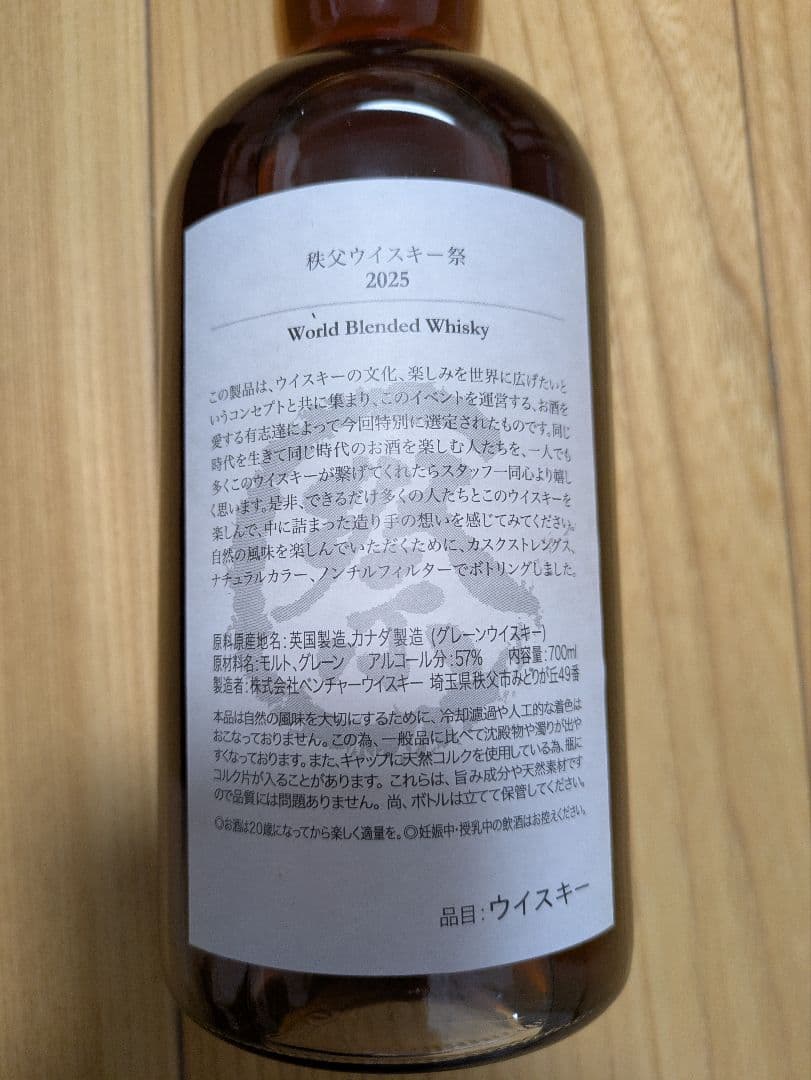 秩父ウイスキー祭
2025
World Blended Whisky
この製品は、ウイスキーの文化、楽しみを世界に広げたいと
いうコンセプトと共に集まり、このイベントを運営する、お酒を
愛する有志達によって今回特別に選定されたものです。同じ
時代を生きて同じ時代のお酒を楽しむ人たちを、一人でも
多くこのウイスキーが繋げてくれたらスタッフ一同心より嬉し
く思います。是非、できるだけ多くの人たちとこのウイスキーを
楽しんで、中に詰まった造り手の想いを感じてみてください。
自然の風味を楽しんでいただくために、カスクストレングス、
ナチュラルカラー、ノンチルフィルターでボトリングしました。
原料原産地名：英国製造、カナダ製造（グレーンウイスキー）
原材料名：モルト、グレーン　アルコール分：57%　内容量：700ml
製造者：株式会社ベンチャーウイスキー 埼玉県秩父市みどりが丘49番
本品は自然の風味を大切にするために、冷却濾過や人工的な着色は
おこなっておりません。この為、一般品に比べて沈殿物や濁りが出や
すくなっております。また、キャップに天然コルクを使用している為、瓶に
コルク片が入ることがあります。これらは、旨み成分や天然素材です
ので品質には問題ありません。尚、ボトルは立てて保管してください。
◎お酒は20歳になってから楽しく適量を。◎妊娠中・授乳中の飲酒はお控えください。
品目：ウイスキー